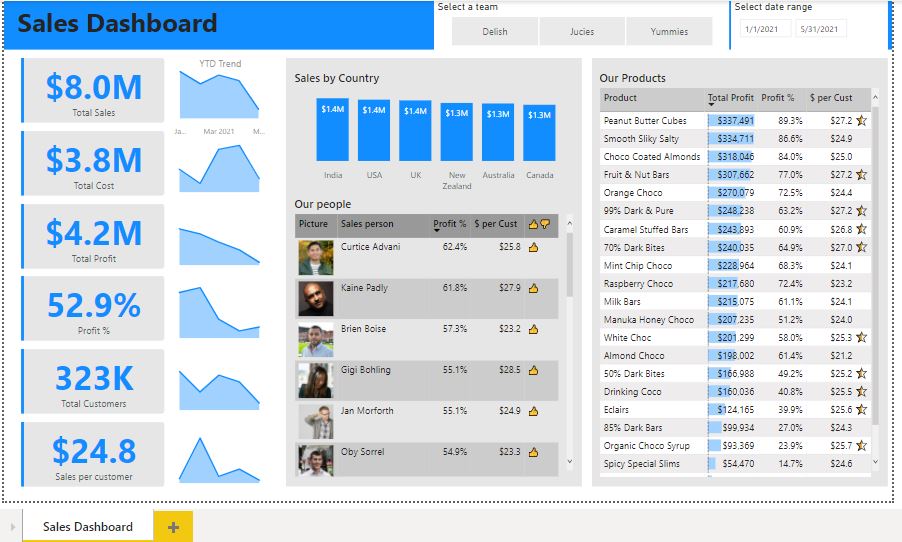 Sales Dashboard
Select a team
Delish Jucies Yummies
Select date range
1/1/2021 5/31/2021
$8.0M
Total Sales
$3.8M
Total Cost
$4.2M
Total Profit
52.9%
Profit %
323K
Total Customers
$24.8
Sales per customer
YTD Trend
Ja... Mar 2021 M...
Sales by Country
$1.4M $1.4M $1.4M $1.3M $1.3M $1.3M
India USA UK New Zealand Australia Canada
Our people
Picture Sales person Profit % $ per Cust
Curtice Advani 62.4% $25.8
Kaine Padly 61.8% $27.9
Brien Boise 57.3% $23.2
Gigi Bohling 55.1% $28.5
Jan Morforth 55.1% $24.9
Oby Sorrel 54.9% $23.3
Our Products
Product Total Profit Profit % $ per Cust
Peanut Butter Cubes $337,491 89.3% $27.2
Smooth Sliky Salty $334,711 86.6% $24.9
Choco Coated Almonds $318,046 84.0% $25.0
Fruit & Nut Bars $307,662 77.0% $27.2
Orange Choco $270,079 72.5% $24.4
99% Dark & Pure $248,238 63.2% $27.2
Caramel Stuffed Bars $243,893 60.9% $26.8
70% Dark Bites $240,035 64.9% $27.0
Mint Chip Choco $228,964 68.3% $24.1
Raspberry Choco $217,680 72.4% $23.2
Milk Bars $215,075 61.1% $24.1
Manuka Honey Choco $207,235 51.2% $24.0
White Choc $201,299 58.0% $25.3
Almond Choco $198,002 61.4% $21.2
50% Dark Bites $166,988 49.2% $25.2
Drinking Coco $160,036 40.8% $25.5
Eclairs $124,165 39.9% $25.6
85% Dark Bars $99,934 27.0% $24.3
Organic Choco Syrup $93,369 23.9% $25.7
Spicy Special Slims $54,470 14.7% $24.6
Sales Dashboard